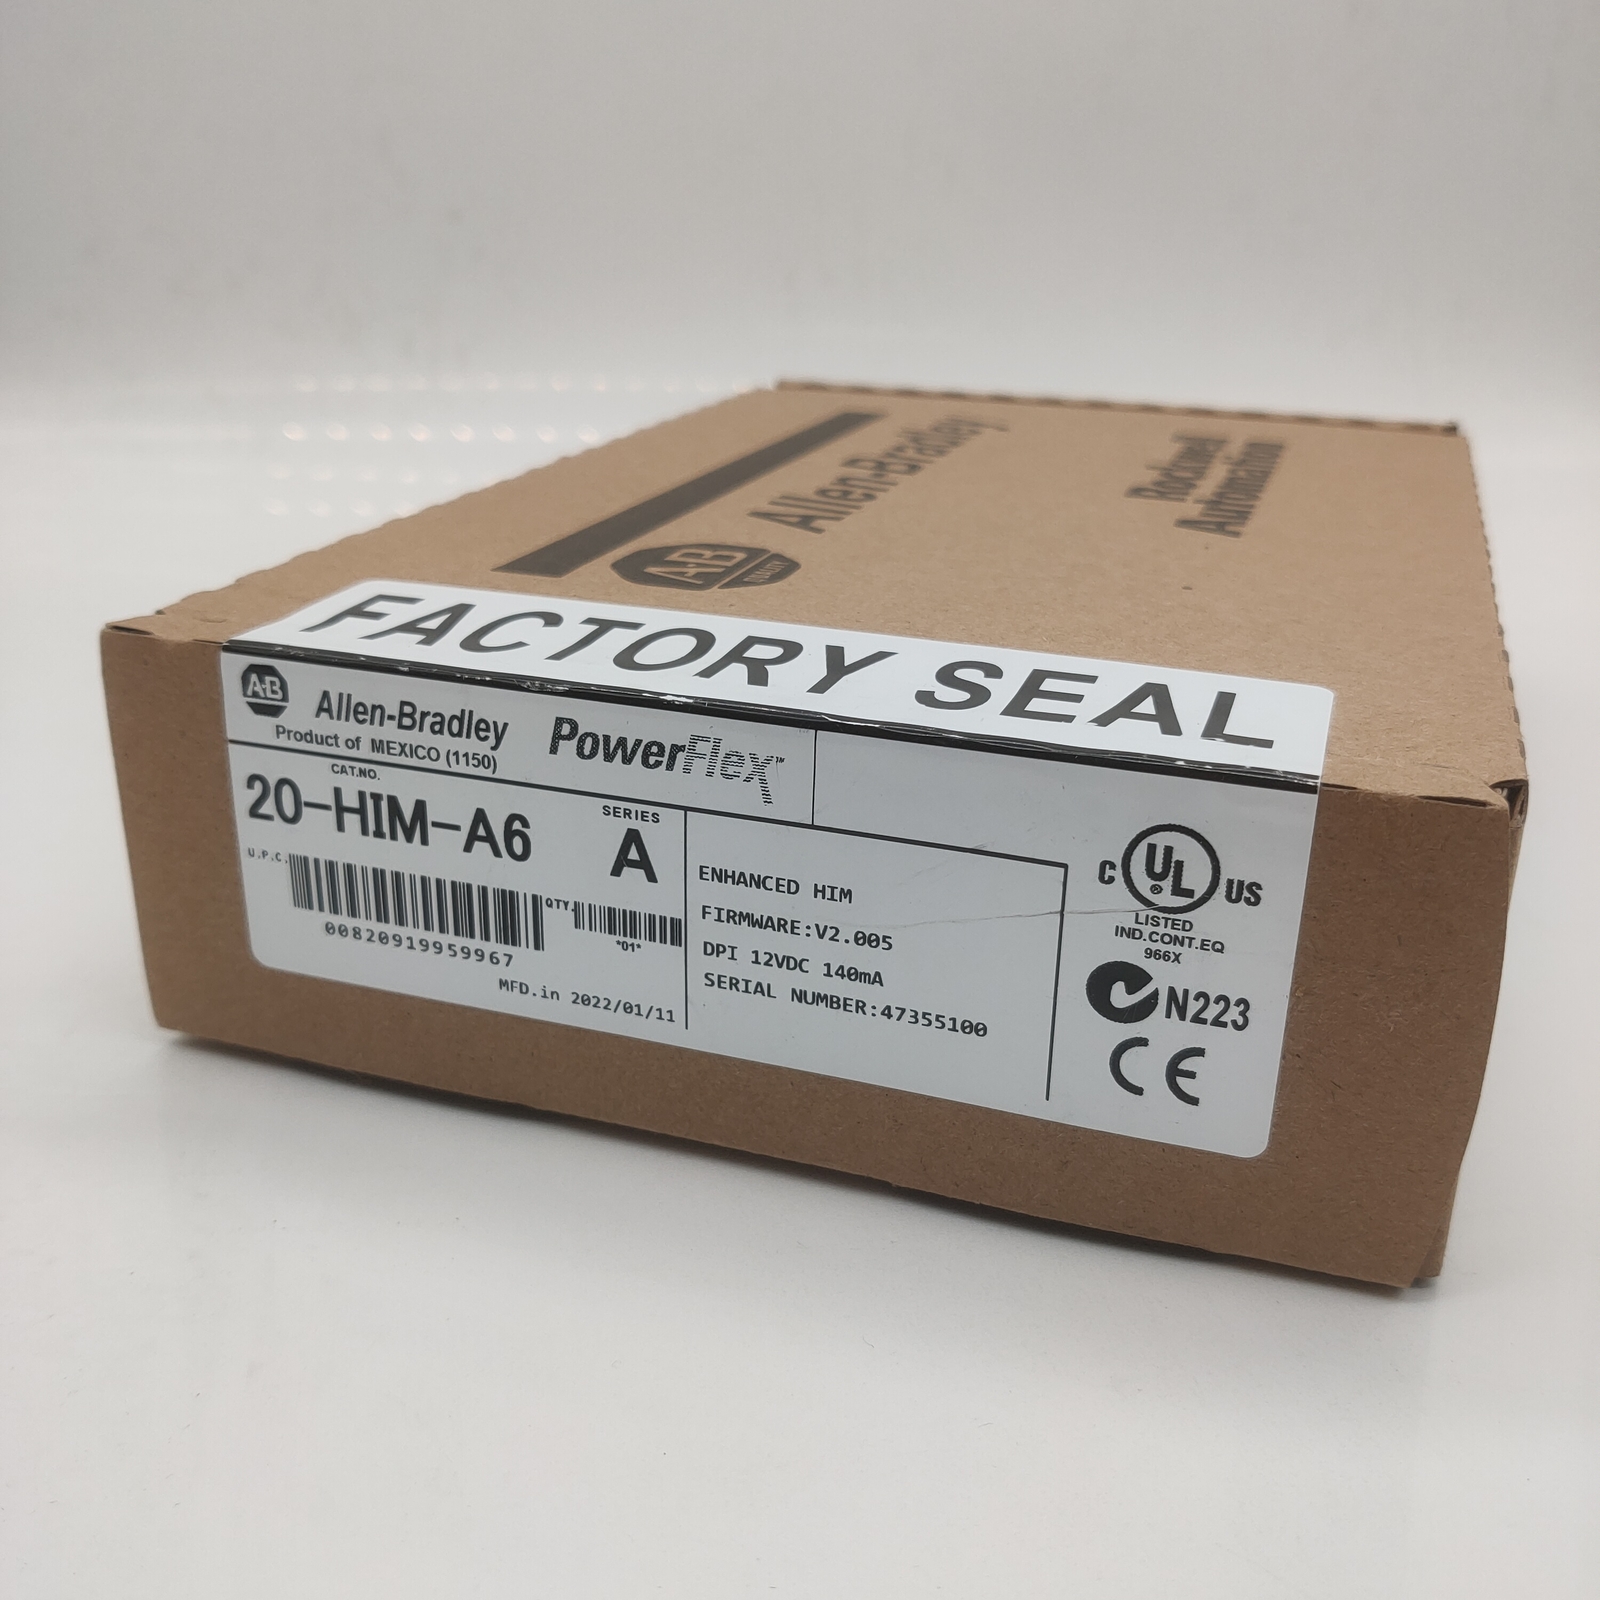 Allen-Bradley
Rockwell
Automation
A-B
QUALITY
FACTORY SEAL
A-B
Allen-Bradley
PowerFlex™
Product of MEXICO (1150)
CAT.NO.
20-HIM-A6
SERIES
A
U.P.C.
00820919959967
QTY.
*01*
MFD.in 2022/01/11
ENHANCED HIM
FIRMWARE:V2.005
DPI 12VDC 140mA
SERIAL NUMBER:47355100
C UL US
®
LISTED
IND.CONT.EQ
966X
N223
CE